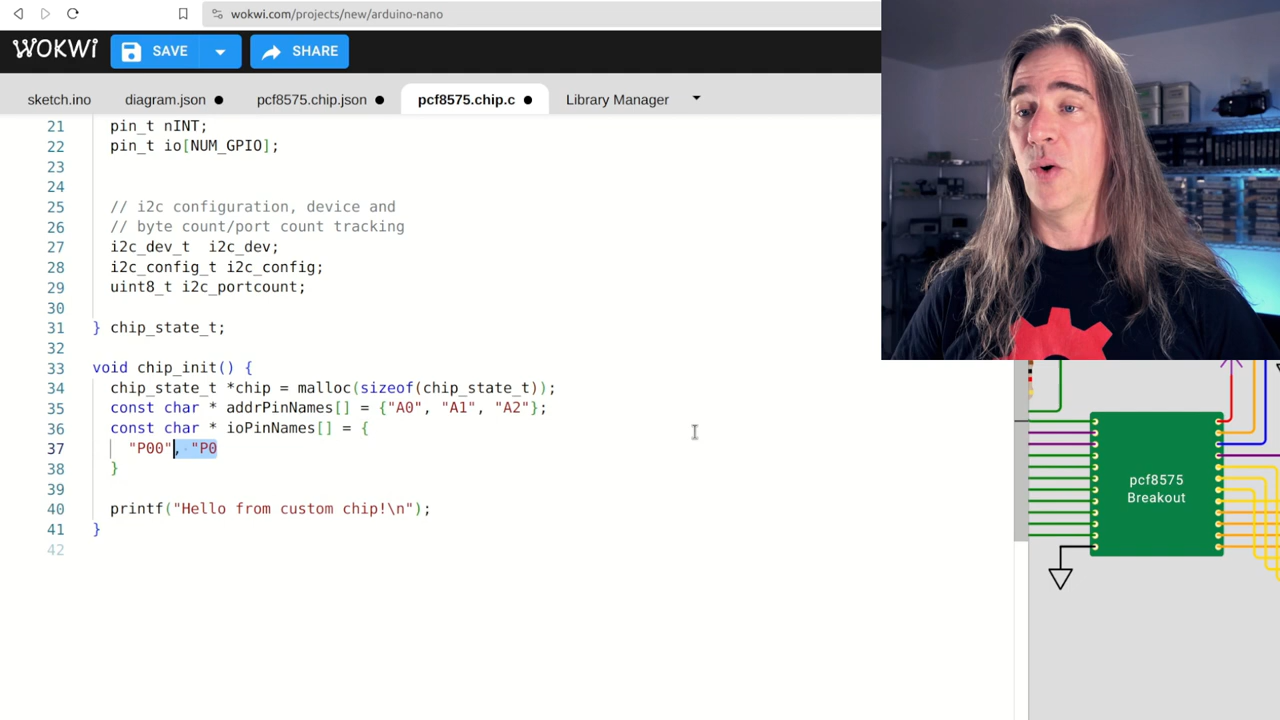 wokwi.com/projects/new/arduino-nano
WOKWI
SAVE
SHARE
sketch.ino
diagram.json
pcf8575.chip.json
pcf8575.chip.c
Library Manager
21 pin_t nINT;
22 pin_t io[NUM_GPIO];
23
24
25 // i2c configuration, device and
26 // byte count/port count tracking
27 i2c_dev_t  i2c_dev;
28 i2c_config_t i2c_config;
29 uint8_t i2c_portcount;
30
31 } chip_state_t;
32
33 void chip_init() {
34 chip_state_t *chip = malloc(sizeof(chip_state_t));
35 const char * addrPinNames[] = {"A0", "A1", "A2"};
36 const char * ioPinNames[] = {
37 "P00", "P0
38 }
39
40 printf("Hello from custom chip!\n");
41 }
42
pcf8575
Breakout